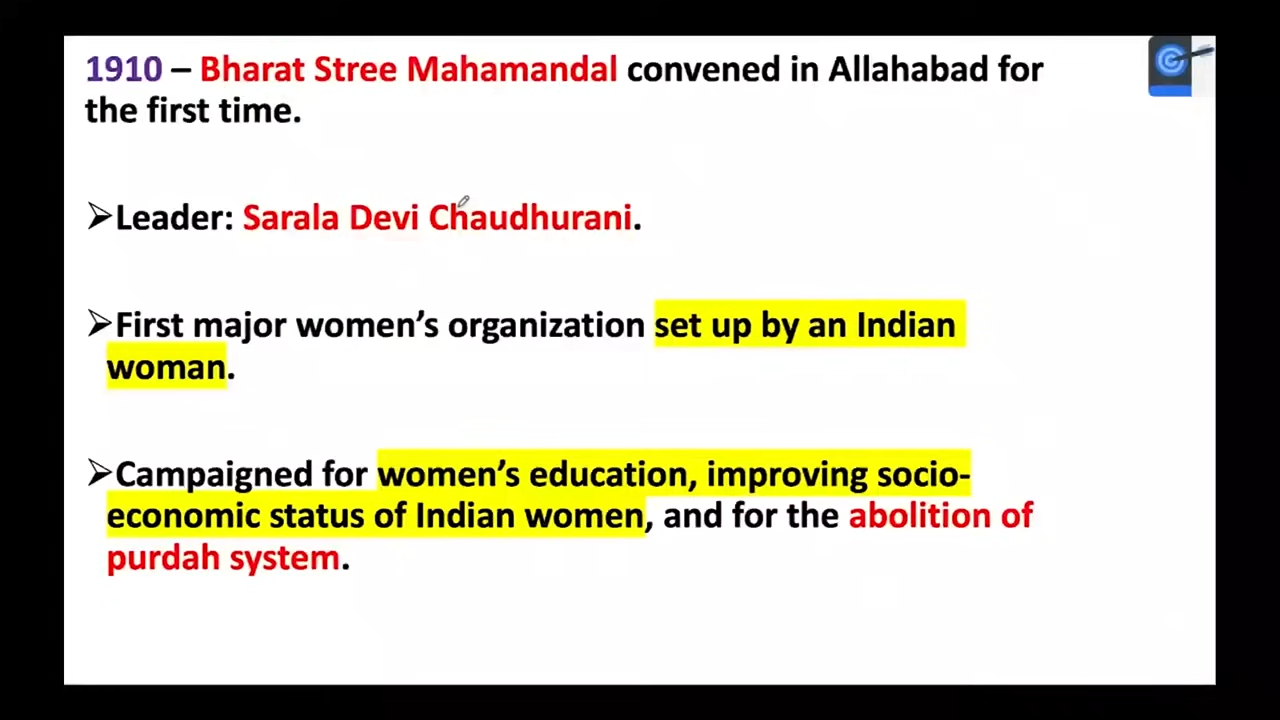 1910 – Bharat Stree Mahamandal convened in Allahabad for
the first time.
➢Leader: Sarala Devi Chaudhurani.
➢First major women’s organization set up by an Indian
woman.
➢Campaigned for women’s education, improving socio-
economic status of Indian women, and for the abolition of
purdah system.